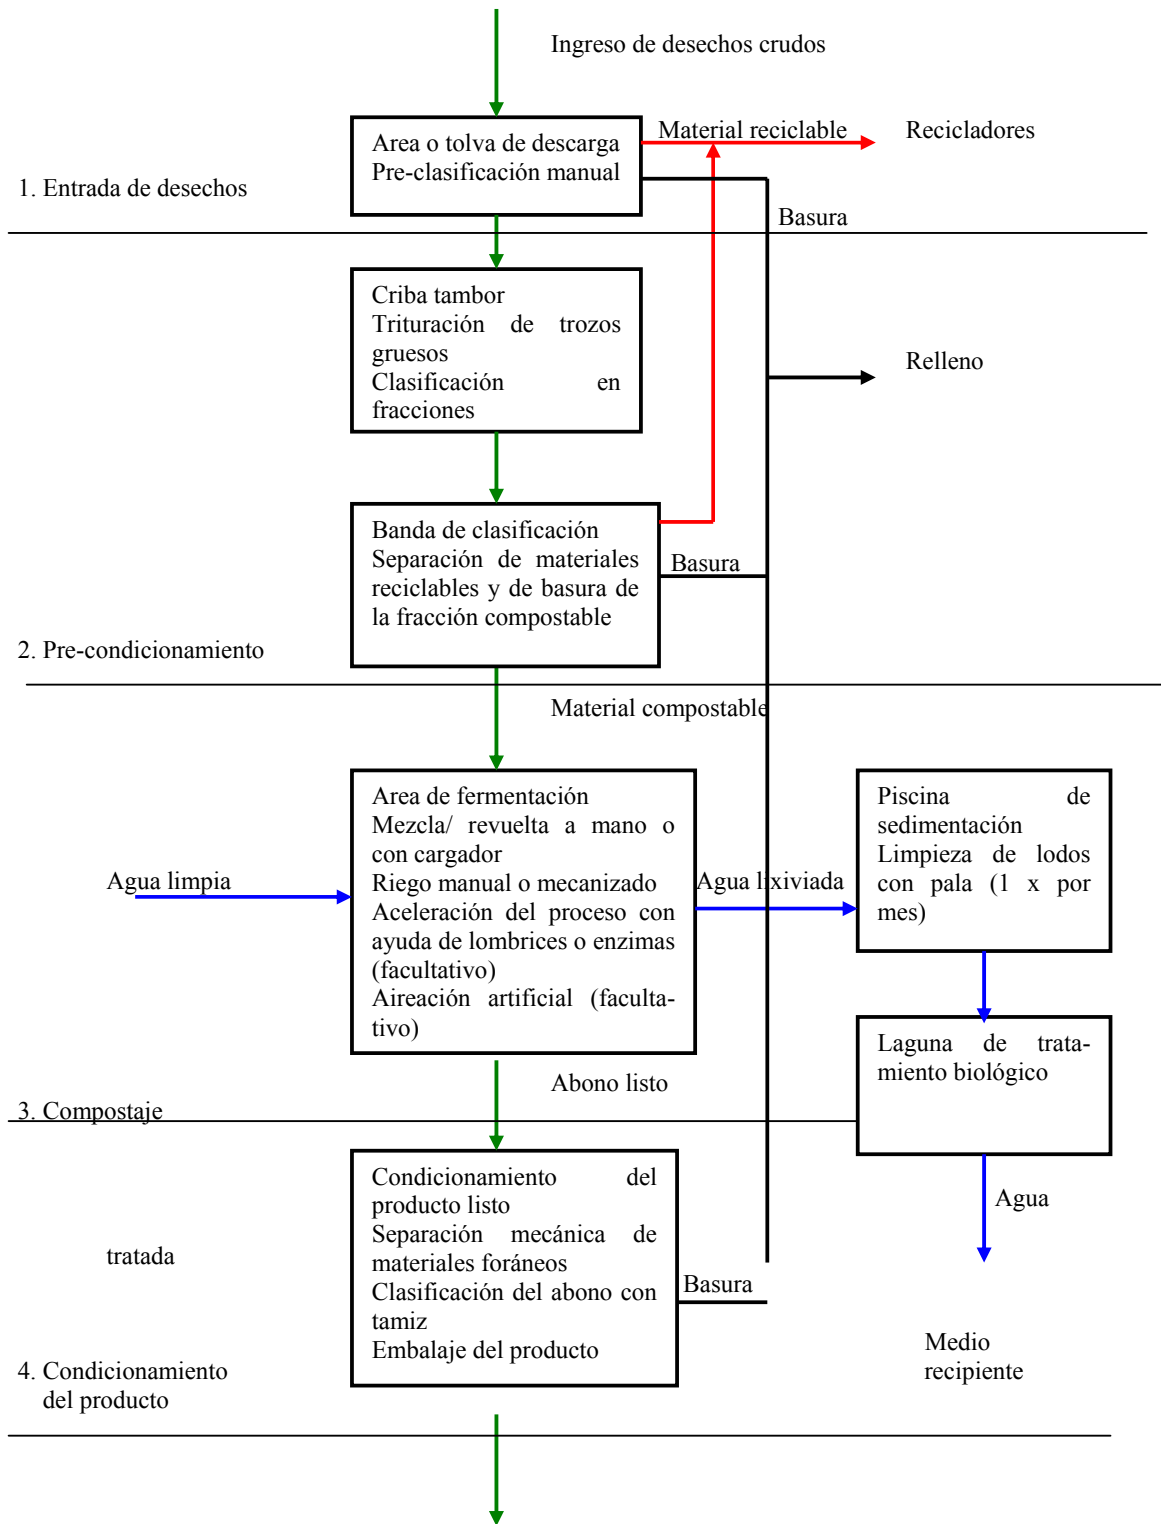 Ingreso de desechos crudos
Area o tolva de descarga
Pre-clasificación manual
Material reciclable
Recicladores
1. Entrada de desechos
Basura
Criba tambor
Trituración de trozos
gruesos
Clasificación en
fracciones
Relleno
Banda de clasificación
Separación de materiales
reciclables y de basura de
la fracción compostable
Basura
2. Pre-condicionamiento
Material compostable
Area de fermentación
Mezcla/ revuelta a mano o
con cargador
Riego manual o mecanizado
Aceleración del proceso con
ayuda de lombrices o enzimas
(facultativo)
Aireación artificial (faculta-
tivo)
Agua limpia
Agua lixiviada
Piscina de
sedimentación
Limpieza de lodos
con pala (1 x por
mes)
Laguna de trata-
miento biológico
Abono listo
3. Compostaje
Condicionamiento del
producto listo
Separación mecánica de
materiales foráneos
Clasificación del abono con
tamiz
Embalaje del producto
Agua
tratada
Basura
Medio
recipiente
4. Condicionamiento
del producto